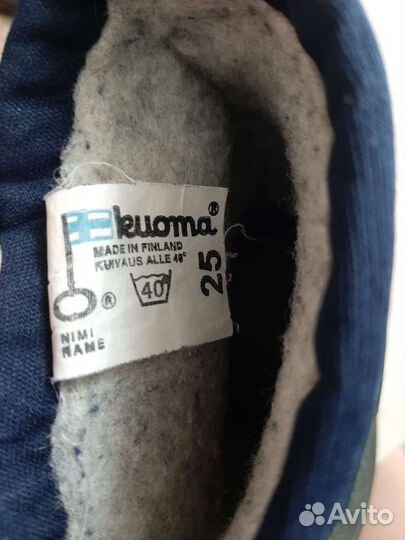 kuoma®
MADE IN FINLAND
KUIVAUS ALLE 40°
40
25
®
NIMI
NAME
Avito